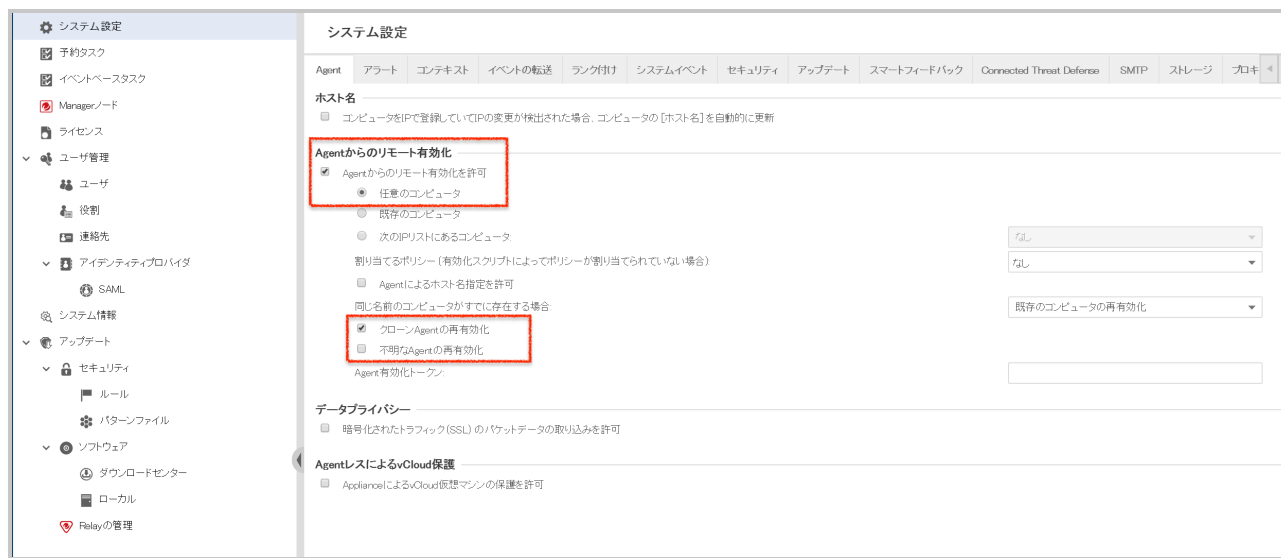 システム設定
予約タスク
イベントベースタスク
Managerノード
ライセンス
ユーザ管理
ユーザ
役割
連絡先
アイデンティティプロバイダ
SAML
システム情報
アップデート
セキュリティ
ルール
パターンファイル
ソフトウェア
ダウンロードセンター
ローカル
Relayの管理
システム設定
Agent アラート コンテキスト イベントの転送 ランク付け システムイベント セキュリティ アップデート スマートフィードバック Connected Threat Defense SMTP ストレージ プロキ
ホスト名
コンピュータをIPで登録していてIPの変更が検出された場合、コンピュータの [ホスト名] を自動的に更新
Agentからのリモート有効化
Agentからのリモート有効化を許可
任意のコンピュータ
既存のコンピュータ
次のIPリストにあるコンピュータ: なし
割り当てるポリシー (有効化スクリプトによってポリシーが割り当てられていない場合): なし
Agentによるホスト名指定を許可
同じ名前のコンピュータがすでに存在する場合: 既存のコンピュータの再有効化
クローンAgentの再有効化
不明なAgentの再有効化
Agent有効化トークン:
データプライバシー
暗号化されたトラフィック(SSL) のパケットデータの取り込みを許可
AgentレスによるvCloud保護
ApplianceによるvCloud仮想マシンの保護を許可